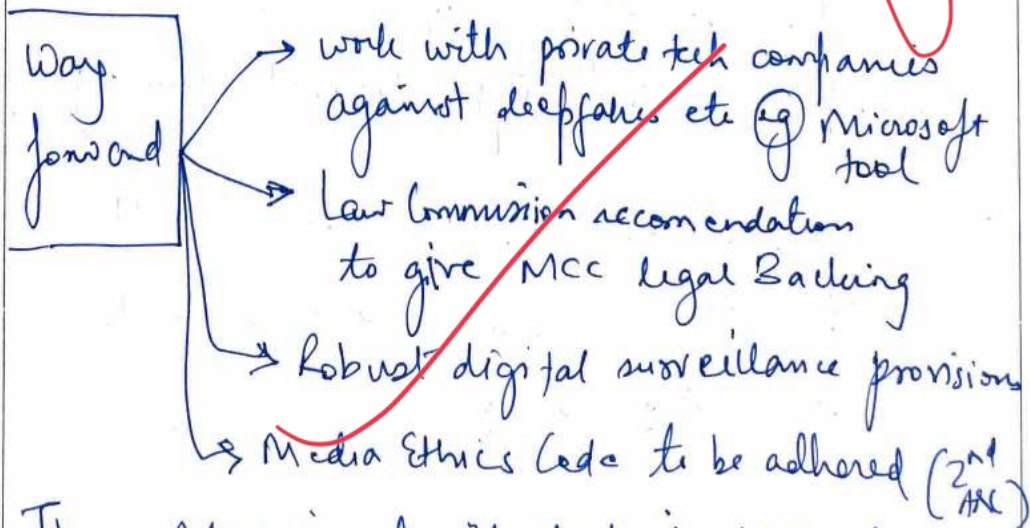 Way
forward
→ work with private tech companies
against deepfakes etc eg Microsoft
tool
→ Law Commission reccomendation
to give MCC legal Backing
→ Robust digital surveillance provisions
→ Media Ethics Code to be adhered (2nd
ARC)